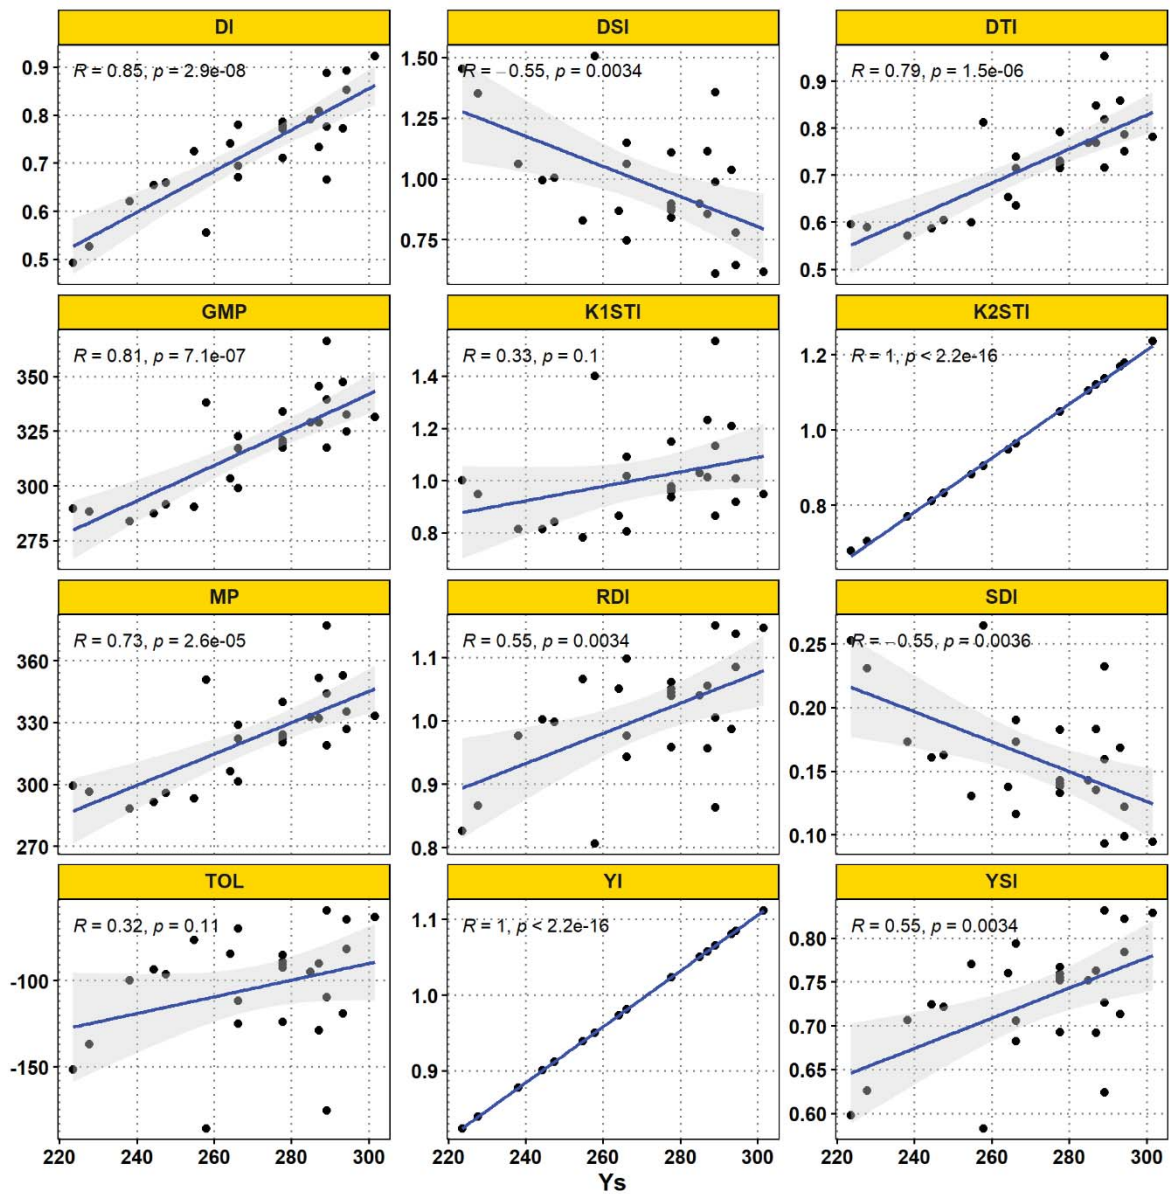 DI DSI DTI
R = 0.85, p = 2.9e-08
R = −0.55, p = 0.0034
R = 0.79, p = 1.5e-06
0.9
0.8
0.7
0.6
0.5
1.50
1.25
1.00
0.75
0.9
0.8
0.7
0.6
0.5
GMP K1STI K2STI
R = 0.81, p = 7.1e-07
R = 0.33, p = 0.1
R = 1, p < 2.2e-16
350
325
300
275
1.4
1.2
1.0
0.8
1.2
1.0
0.8
MP RDI SDI
R = 0.73, p = 2.6e-05
R = 0.55, p = 0.0034
R = −0.55, p = 0.0036
360
330
300
270
1.1
1.0
0.9
0.8
0.25
0.20
0.15
0.10
TOL YI YSI
R = 0.32, p = 0.11
R = 1, p < 2.2e-16
R = 0.55, p = 0.0034
-100
-150
1.1
1.0
0.9
0.80
0.75
0.70
0.65
0.60
220 240 260 280 300 220 240 260 280 300 220 240 260 280 300
Ys